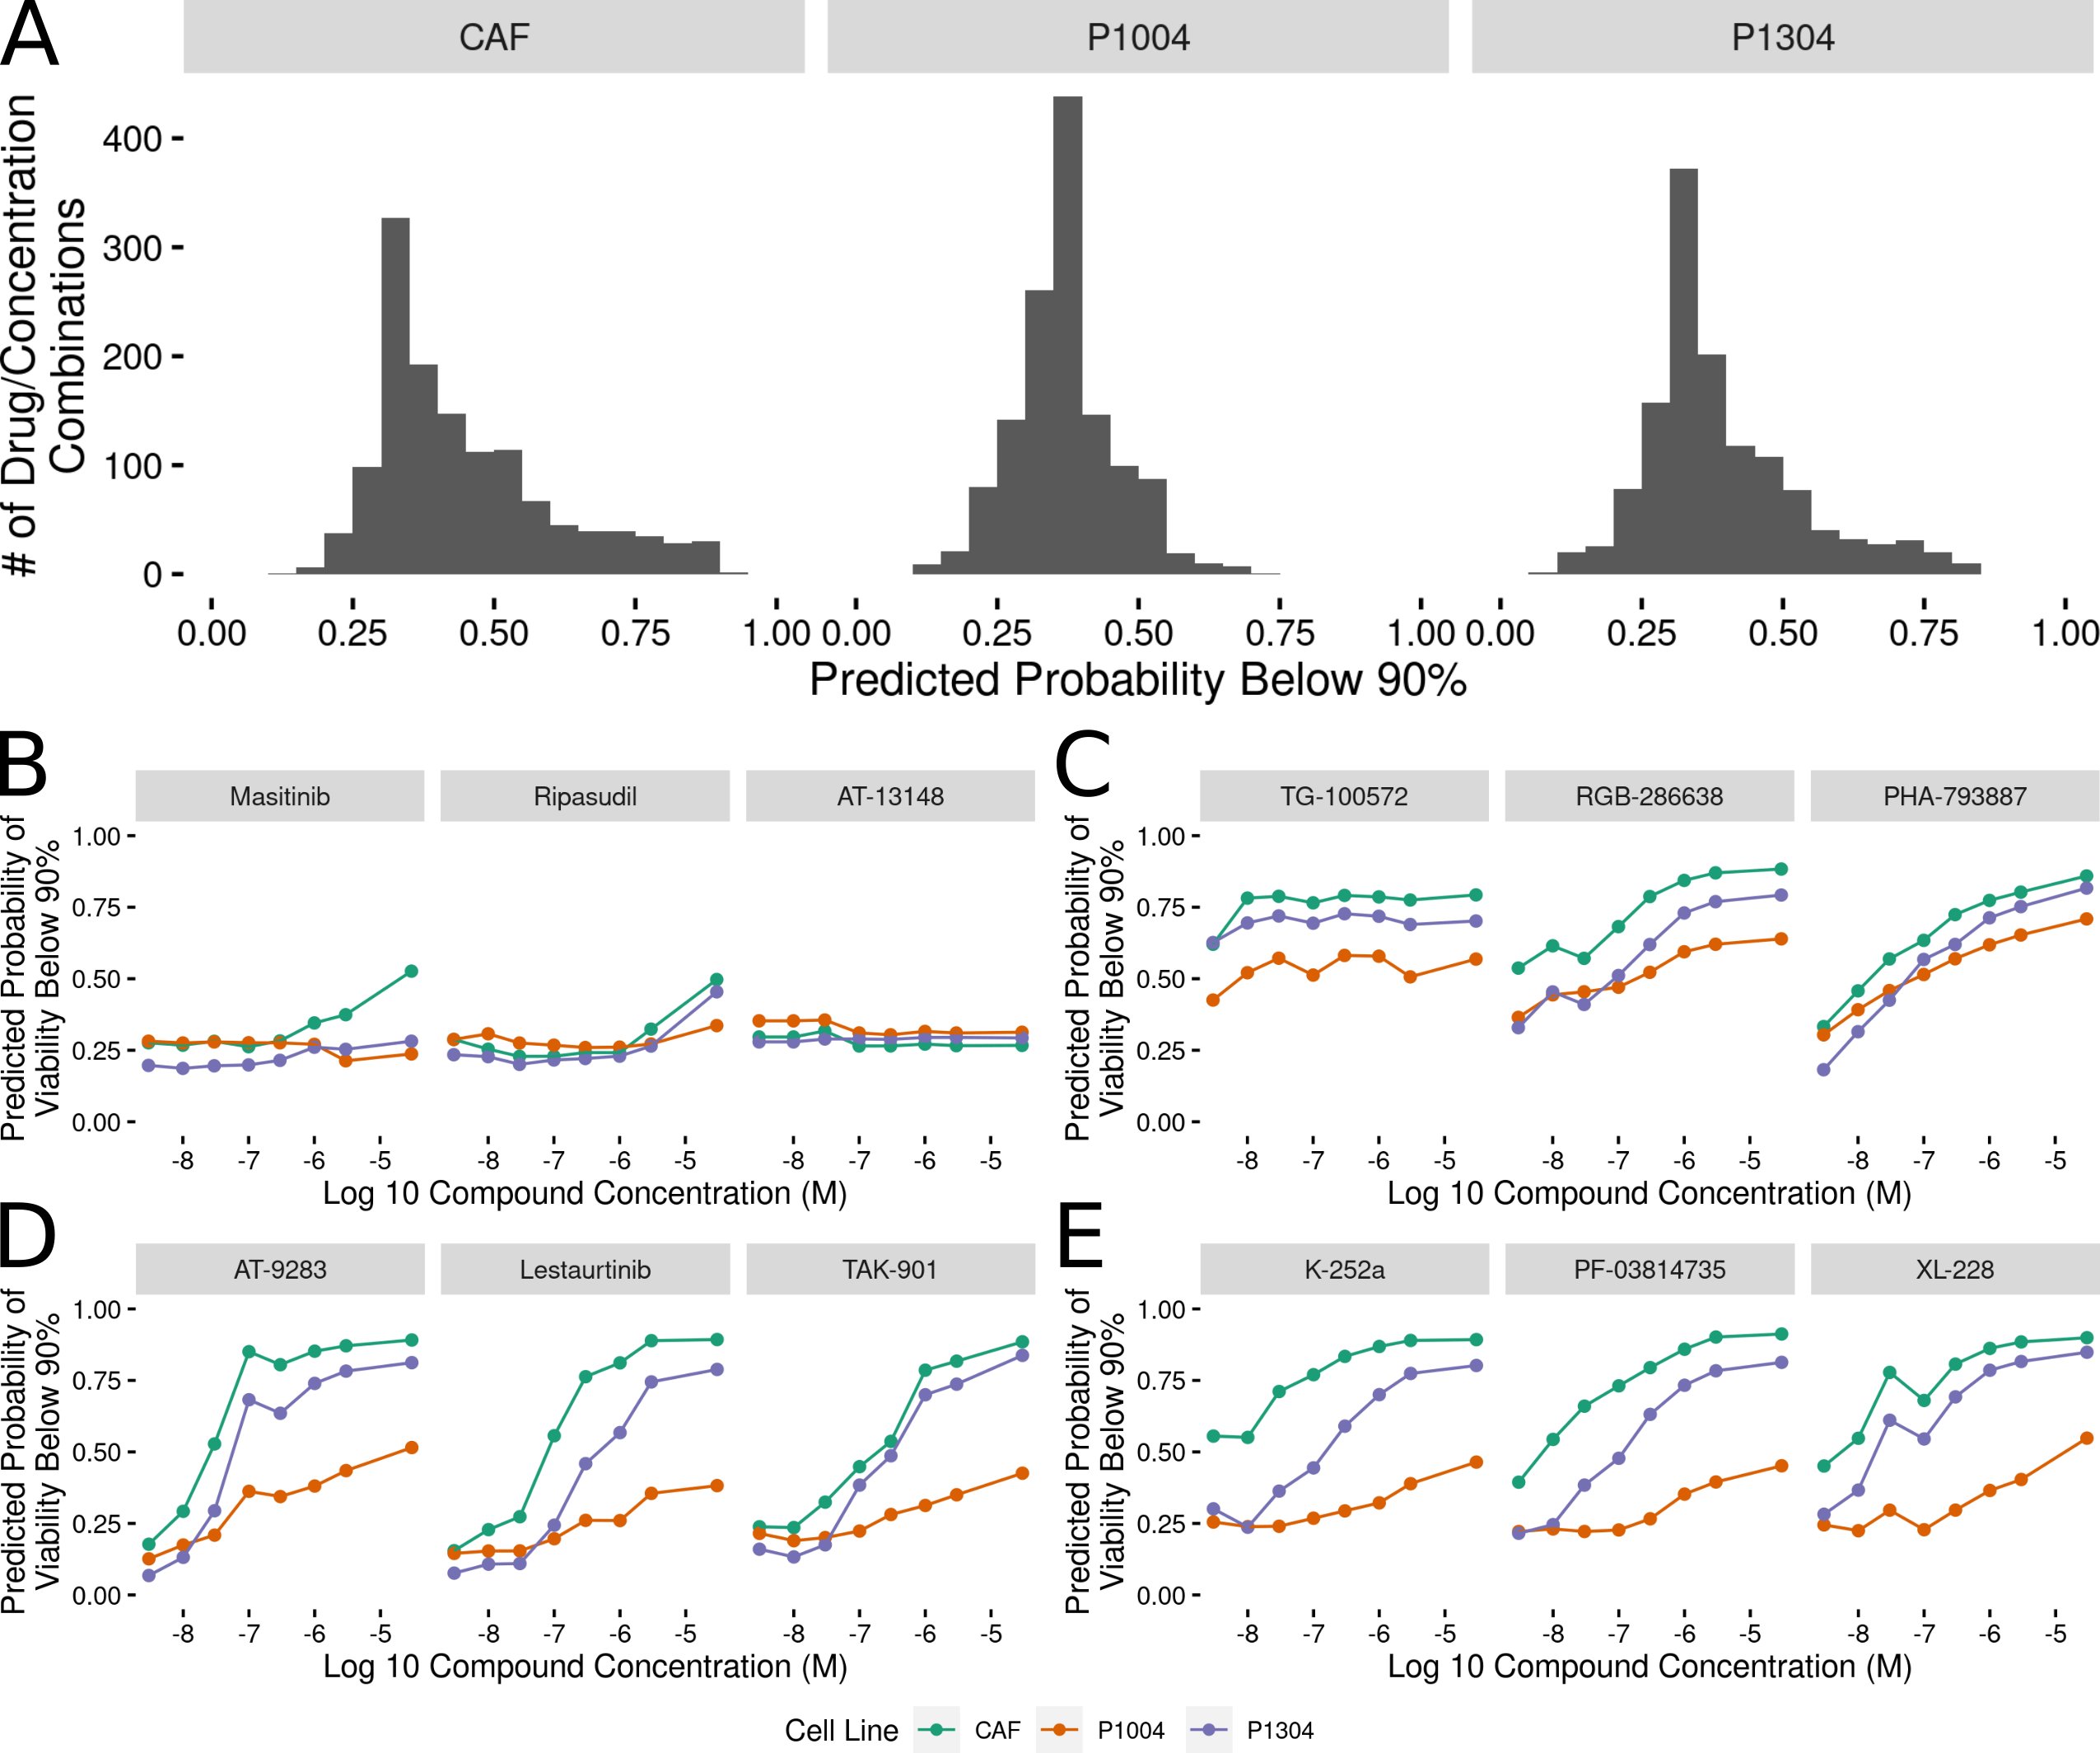 A
CAF P1004 P1304
# of Drug/Concentration
Combinations
400
300
200
100
0
0.00 0.25 0.50 0.75 1.00 0.00 0.25 0.50 0.75 1.00 0.00 0.25 0.50 0.75 1.00
Predicted Probability Below 90%
B
Masitinib Ripasudil AT-13148
Predicted Probability of
Viability Below 90%
1.00
0.75
0.50
0.25
0.00
-8 -7 -6 -5 -8 -7 -6 -5 -8 -7 -6 -5
Log 10 Compound Concentration (M)
C
TG-100572 RGB-286638 PHA-793887
Predicted Probability of
Viability Below 90%
1.00
0.75
0.50
0.25
0.00
-8 -7 -6 -5 -8 -7 -6 -5 -8 -7 -6 -5
Log 10 Compound Concentration (M)
D
AT-9283 Lestaurtinib TAK-901
Predicted Probability of
Viability Below 90%
1.00
0.75
0.50
0.25
0.00
-8 -7 -6 -5 -8 -7 -6 -5 -8 -7 -6 -5
Log 10 Compound Concentration (M)
E
K-252a PF-03814735 XL-228
Predicted Probability of
Viability Below 90%
1.00
0.75
0.50
0.25
0.00
-8 -7 -6 -5 -8 -7 -6 -5 -8 -7 -6 -5
Log 10 Compound Concentration (M)
Cell Line CAF P1004 P1304